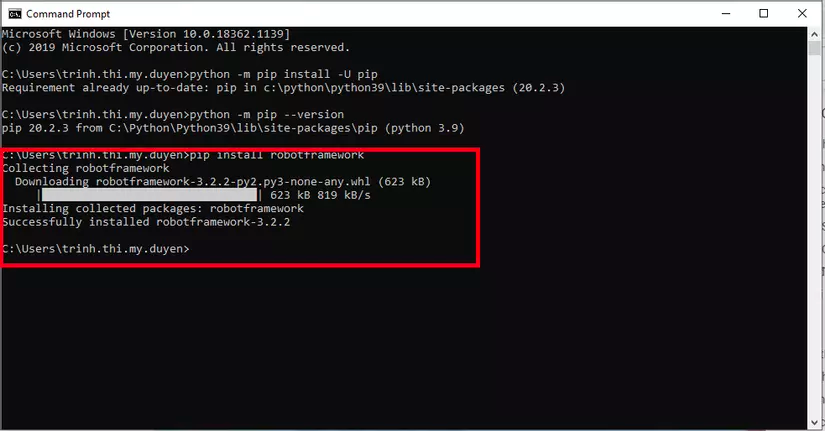 Command Prompt
Microsoft Windows [Version 10.0.18362.1139]
(c) 2019 Microsoft Corporation. All rights reserved.
C:\Users\trinh.thi.my.duyen>python -m pip install -U pip
Requirement already up-to-date: pip in c:\python\python39\lib\site-packages (20.2.3)
C:\Users\trinh.thi.my.duyen>python -m pip --version
pip 20.2.3 from C:\Python\Python39\lib\site-packages\pip (python 3.9)
C:\Users\trinh.thi.my.duyen>pip install robotframework
Collecting robotframework
Downloading robotframework-3.2.2-py2.py3-none-any.whl (623 kB)
| | 623 kB 819 kB/s
Installing collected packages: robotframework
Successfully installed robotframework-3.2.2
C:\Users\trinh.thi.my.duyen>